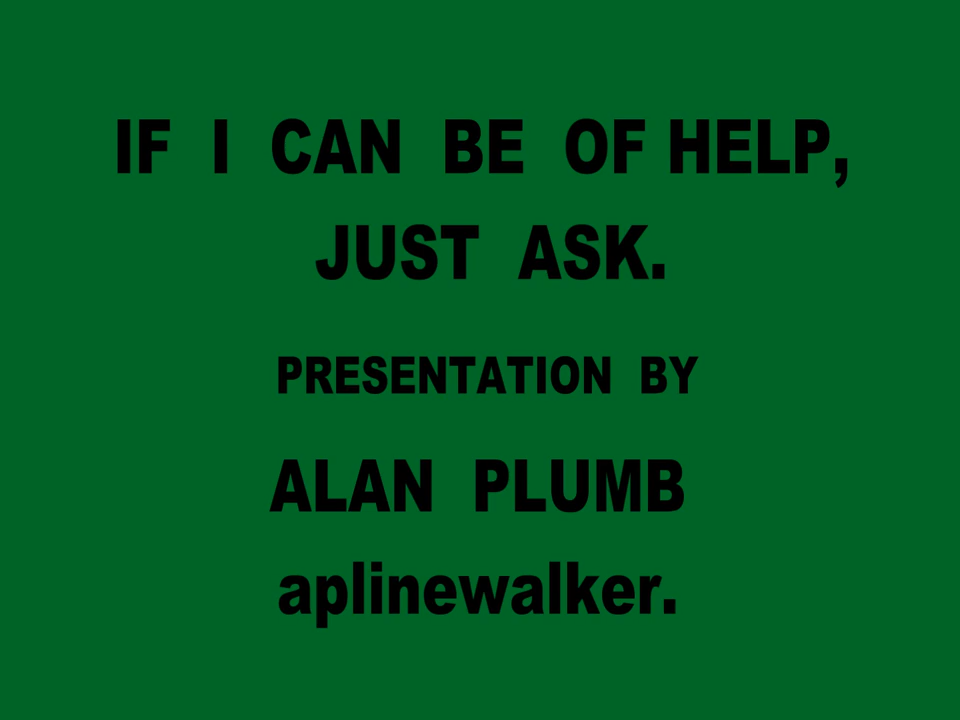 IF I CAN BE OF HELP,
JUST ASK.
PRESENTATION BY
ALAN PLUMB
aplinewalker.